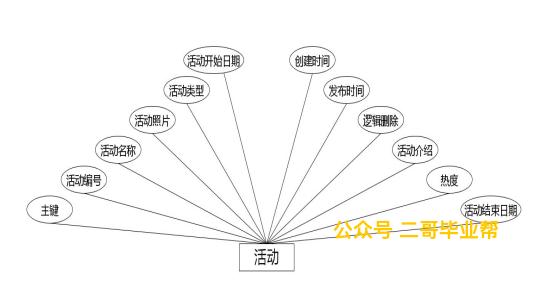 活动开始日期
创建时间
活动类型
发布时间
活动照片
逻辑删除
活动名称
活动介绍
活动编号
热度
主键
活动结束日期
公众号 二哥毕业帮
活动